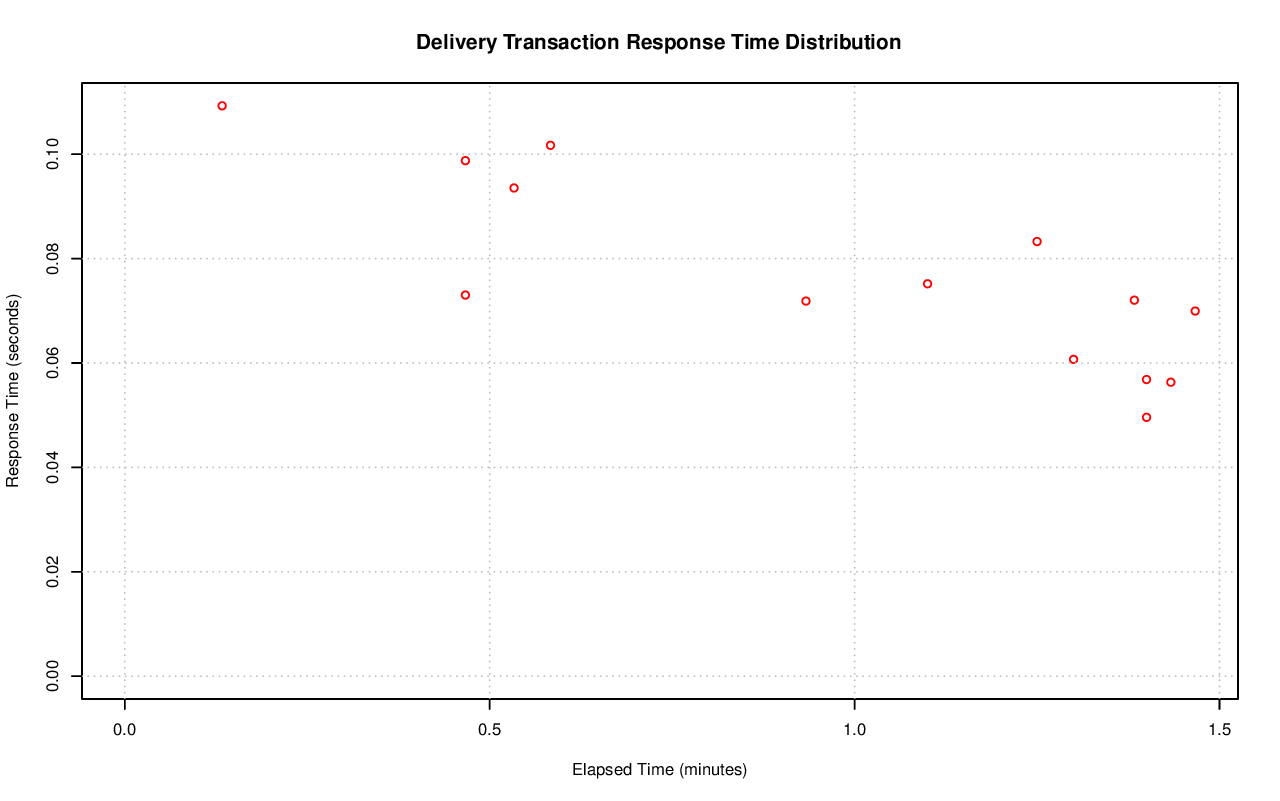 Delivery Transaction Response Time Distribution
Response Time (seconds)
0.10
0.08
0.06
0.04
0.02
0.00
0.0 0.5 1.0 1.5
Elapsed Time (minutes)